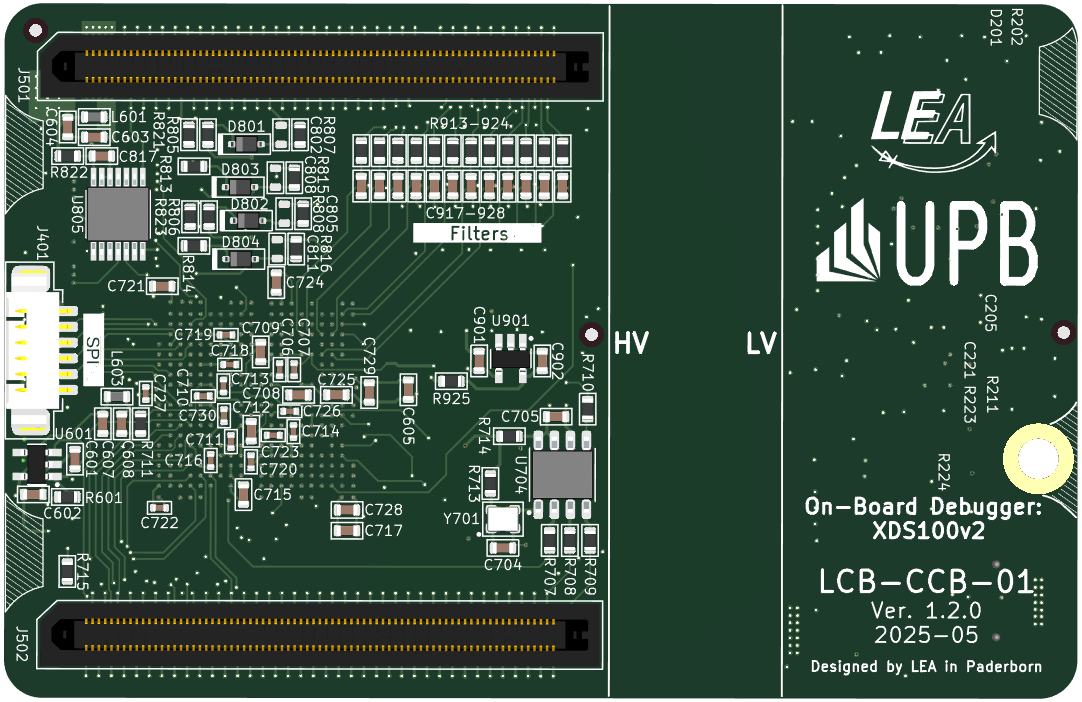 R202
D201
J501
C604
L601
C603
R822
C817
R821
R805
D801
C802
R807
R913-924
LEA
R813
D803
C808
R815
U805
R823
R806
D802
R808
C805
D804
C811
R816
C917-928
Filters
UPB
J401
R814
C721
C724
SPI
C719
C709
C706
C707
C718
C713
C710
C708
C725
C729
C605
R925
C901
U901
C902
R710
HV
LV
C205
C221
R223
R211
L603
C727
C730
C712
C726
C711
C714
C723
C716
C720
C715
C722
U601
C601
C607
C608
R711
C602
R601
C705
R714
U704
R713
Y701
C704
C728
C717
R224
On-Board Debugger:
XDS100v2
R715
R707
R708
R709
LCB-CCB-01
Ver. 1.2.0
2025-05
J502
Designed by LEA in Paderborn